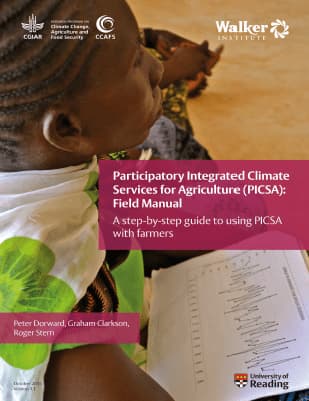 RESEARCH PROGRAM ON
Climate Change,
Agriculture and
Food Security
CGIAR
CCAFS
Walker
INSTITUTE
Participatory Integrated Climate
Services for Agriculture (PICSA):
Field Manual
A step-by-step guide to using PICSA
with farmers
Peter Dorward, Graham Clarkson,
Roger Stern
University of
Reading